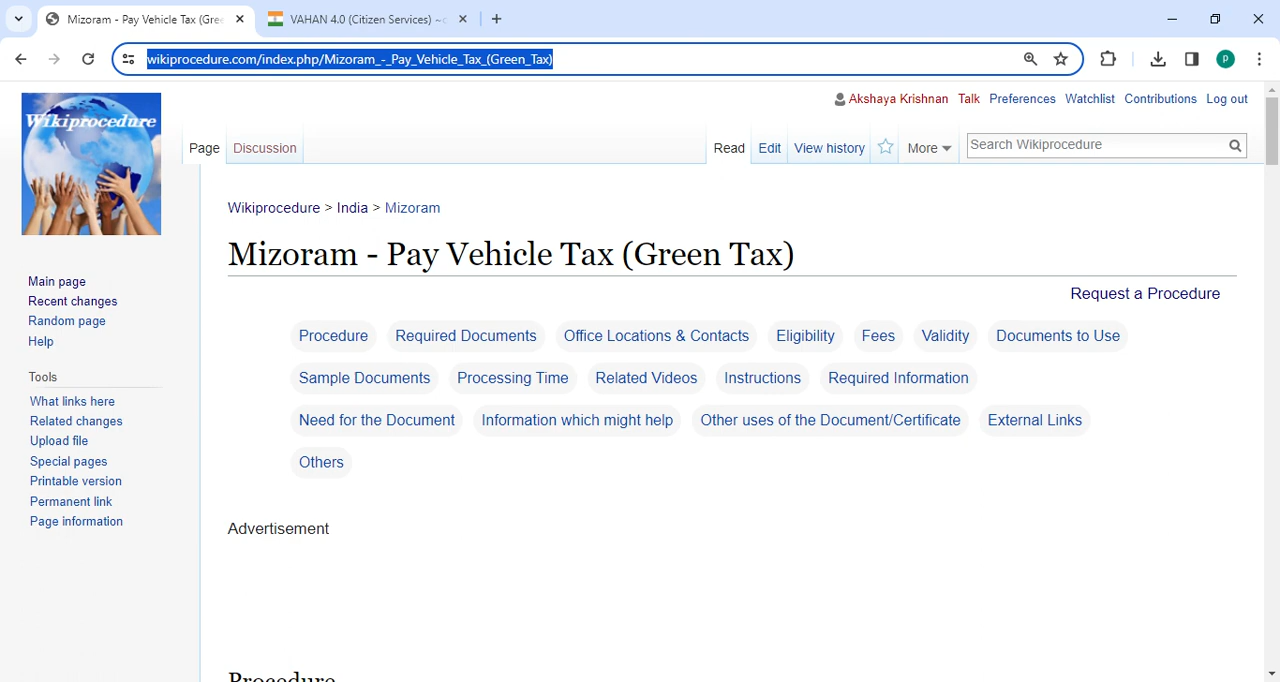 Mizoram - Pay Vehicle Tax (Gre
VAHAN 4.0 (Citizen Services) ~
wikiprocedure.com/index.php/Mizoram_-_Pay_Vehicle_Tax_(Green_Tax)
P
Wikiprocedure
Akshaya Krishnan Talk Preferences Watchlist Contributions Log out
Page Discussion Read Edit View history More Search Wikiprocedure
Wikiprocedure > India > Mizoram
Mizoram - Pay Vehicle Tax (Green Tax)
Request a Procedure
Main page
Recent changes
Random page
Help
Tools
What links here
Related changes
Upload file
Special pages
Printable version
Permanent link
Page information
Procedure Required Documents Office Locations & Contacts Eligibility Fees Validity Documents to Use
Sample Documents Processing Time Related Videos Instructions Required Information
Need for the Document Information which might help Other uses of the Document/Certificate External Links
Others
Advertisement
Procedure